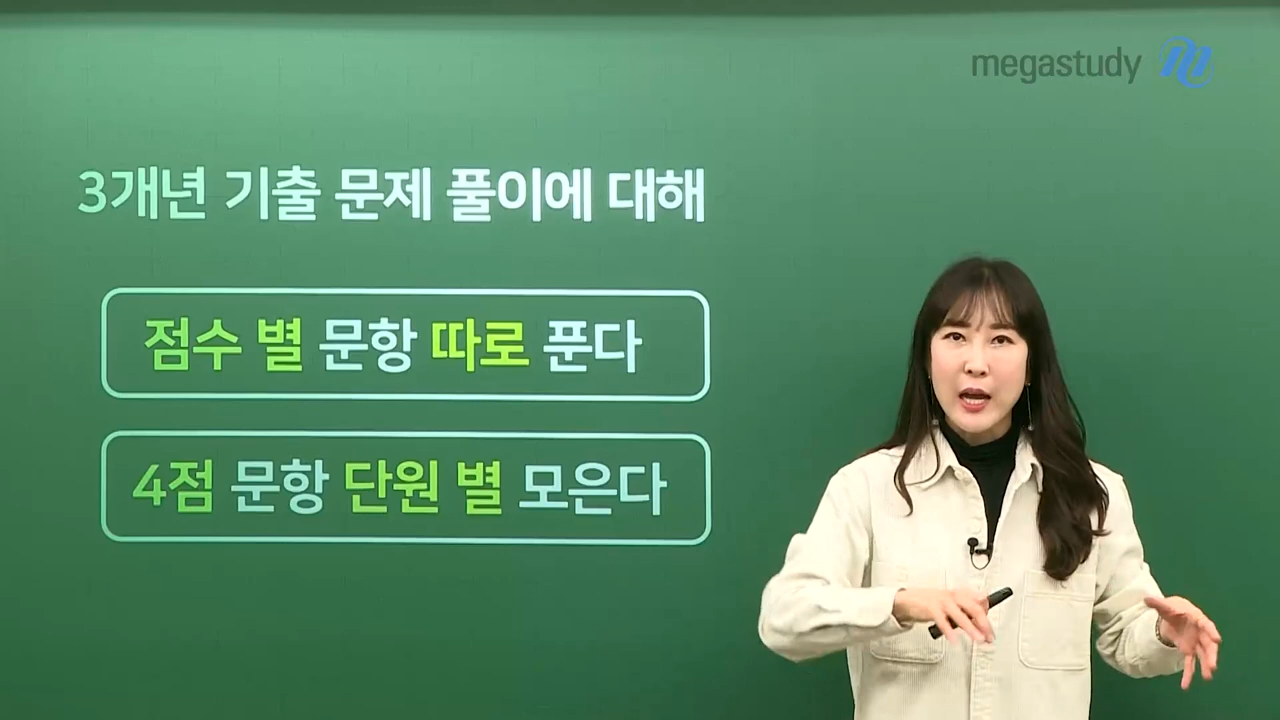 megastudy
3개년 기출 문제 풀이에 대해
점수 별 문항 따로 푼다
4점 문항 단원 별 모은다